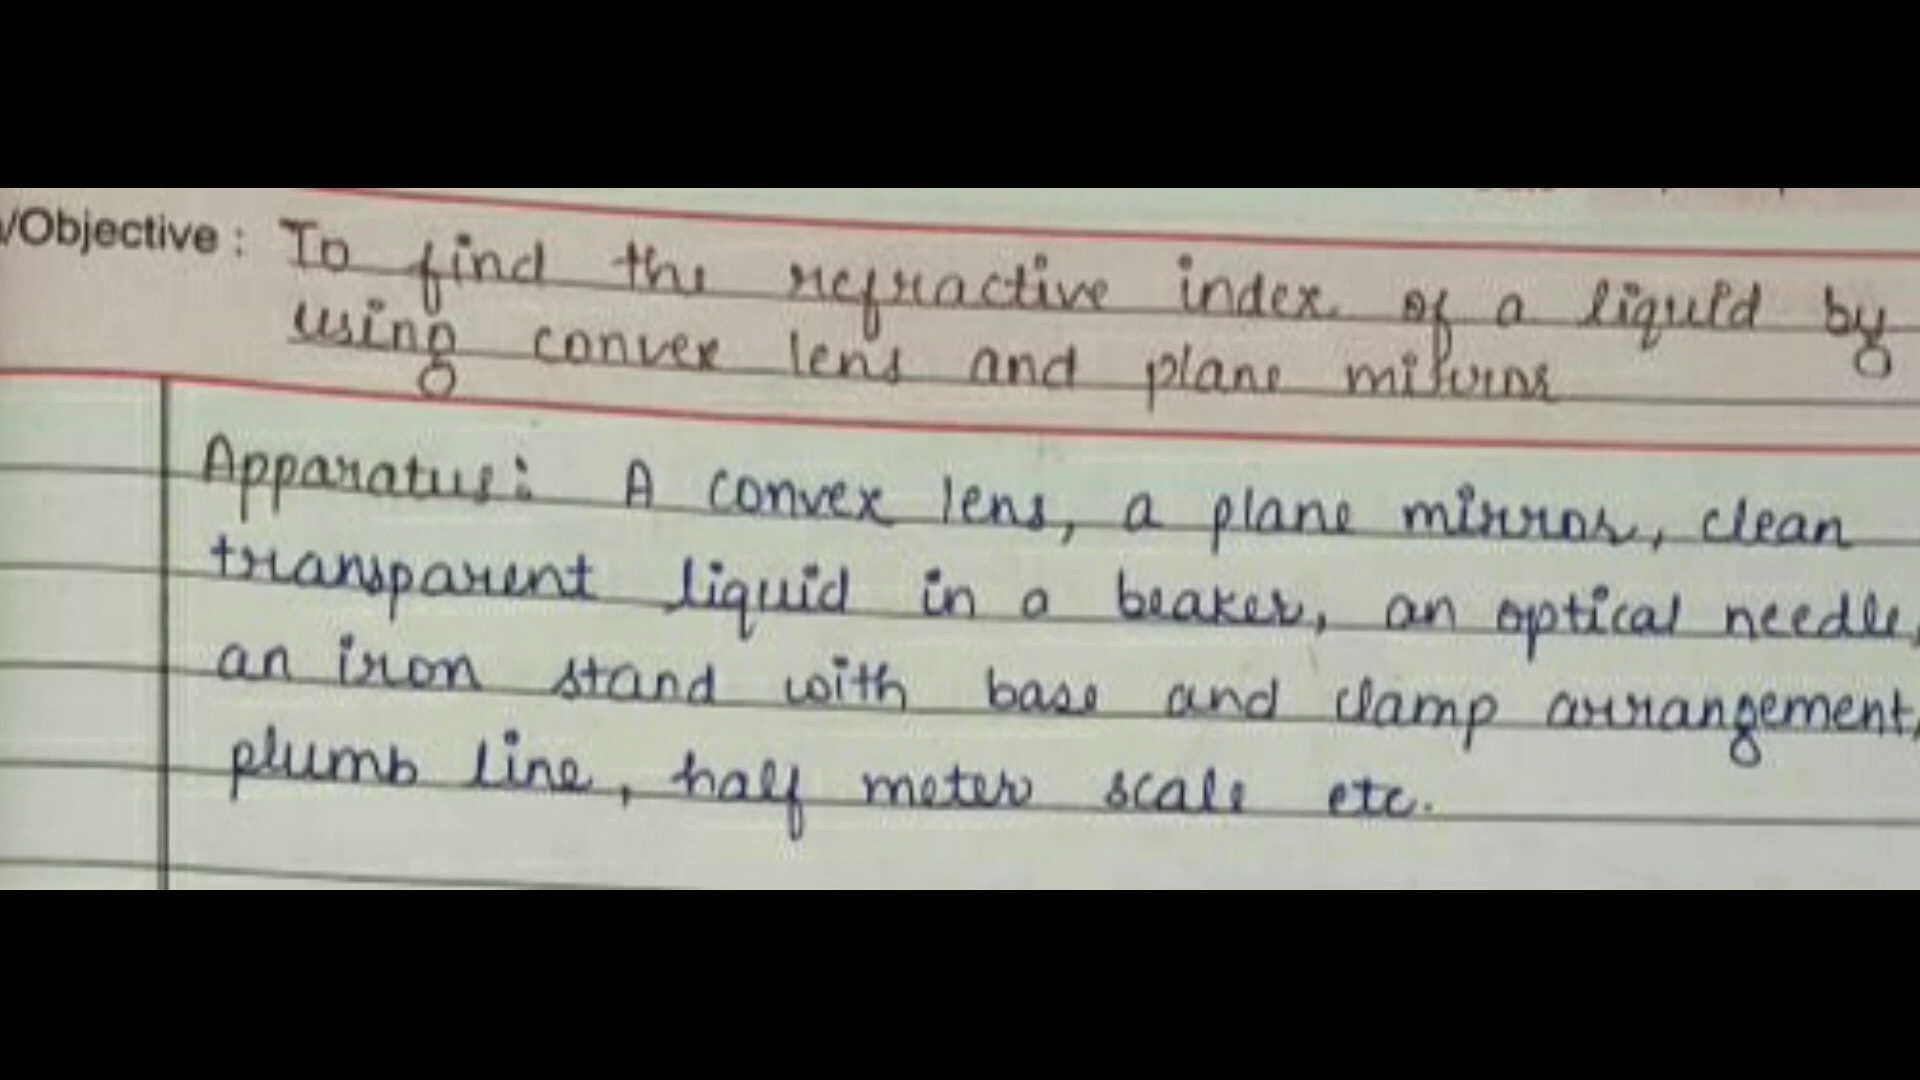 /Objective : To find the refractive index of a liquid by
using convex lens and plane mirror
Apparatus: A convex lens, a plane mirror, clean
transparent liquid in a beaker, an optical needle,
an iron stand with base and clamp arrangement,
plumb line, half meter scale etc.